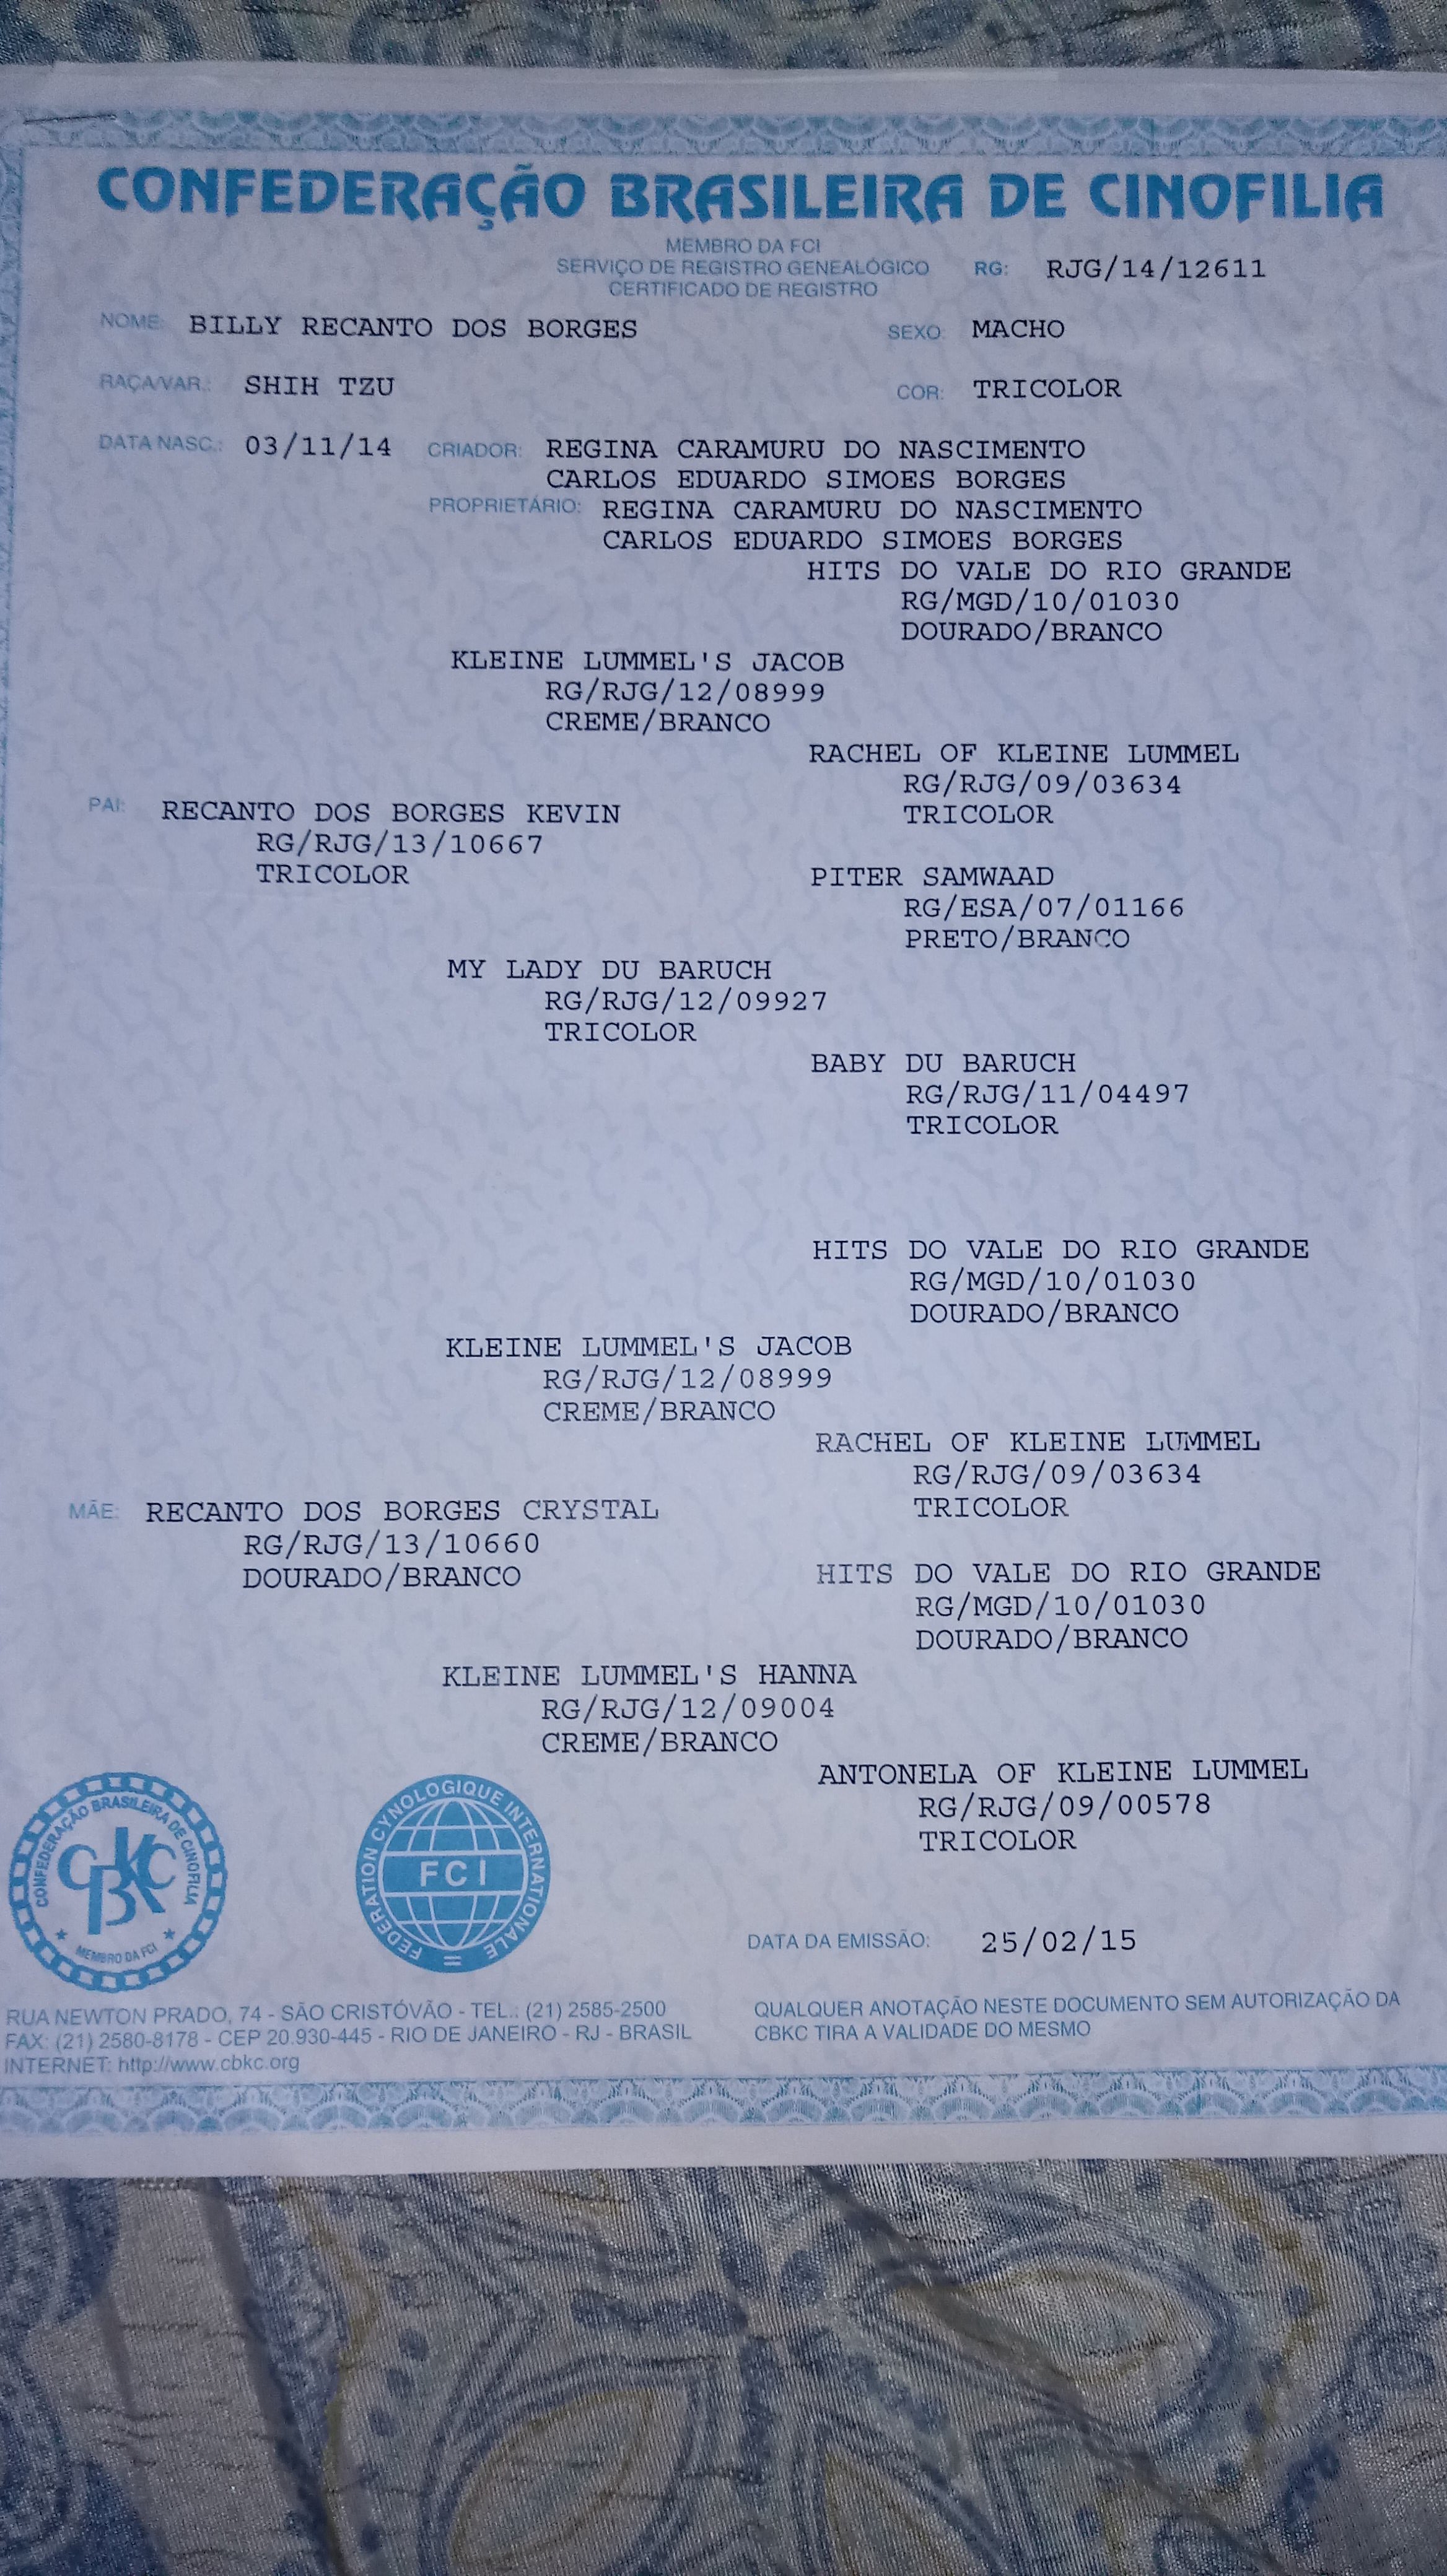 CONFEDERAÇÃO BRASILEIRA DE CINOFILIA
MEMBRO DA FCI
SERVIÇO DE REGISTRO GENEALÓGICO RG: RJG/14/12611
CERTIFICADO DE REGISTRO
NOME: BILLY RECANTO DOS BORGES SEXO: MACHO
RAÇA/VAR.: SHIH TZU COR: TRICOLOR
DATA NASC.: 03/11/14 CRIADOR: REGINA CARAMURU DO NASCIMENTO
CARLOS EDUARDO SIMOES BORGES
PROPRIETÁRIO: REGINA CARAMURU DO NASCIMENTO
CARLOS EDUARDO SIMOES BORGES
HITS DO VALE DO RIO GRANDE
RG/MGD/10/01030
DOURADO/BRANCO
KLEINE LUMMEL'S JACOB
RG/RJG/12/08999
CREME/BRANCO
RACHEL OF KLEINE LUMMEL
RG/RJG/09/03634
TRICOLOR
PAI: RECANTO DOS BORGES KEVIN
RG/RJG/13/10667
TRICOLOR
PITER SAMWAAD
RG/ESA/07/01166
PRETO/BRANCO
MY LADY DU BARUCH
RG/RJG/12/09927
TRICOLOR
BABY DU BARUCH
RG/RJG/11/04497
TRICOLOR
HITS DO VALE DO RIO GRANDE
RG/MGD/10/01030
DOURADO/BRANCO
KLEINE LUMMEL'S JACOB
RG/RJG/12/08999
CREME/BRANCO
RACHEL OF KLEINE LUMMEL
RG/RJG/09/03634
TRICOLOR
MÃE: RECANTO DOS BORGES CRYSTAL
RG/RJG/13/10660
DOURADO/BRANCO
HITS DO VALE DO RIO GRANDE
RG/MGD/10/01030
DOURADO/BRANCO
KLEINE LUMMEL'S HANNA
RG/RJG/12/09004
CREME/BRANCO
ANTONELA OF KLEINE LUMMEL
RG/RJG/09/00578
TRICOLOR
CONFEDERAÇÃO BRASILEIRA DE CINOFILIA
CBKC
MEMBRO DA FCI
FEDERATION CYNOLOGIQUE INTERNATIONALE
FCI
DATA DA EMISSÃO: 25/02/15
RUA NEWTON PRADO, 74 - SÃO CRISTÓVÃO - TEL.: (21) 2585-2500
FAX: (21) 2580-8178 - CEP 20.930-445 - RIO DE JANEIRO - RJ - BRASIL
INTERNET: http://www.cbkc.org
QUALQUER ANOTAÇÃO NESTE DOCUMENTO SEM AUTORIZAÇÃO DA
CBKC TIRA A VALIDADE DO MESMO